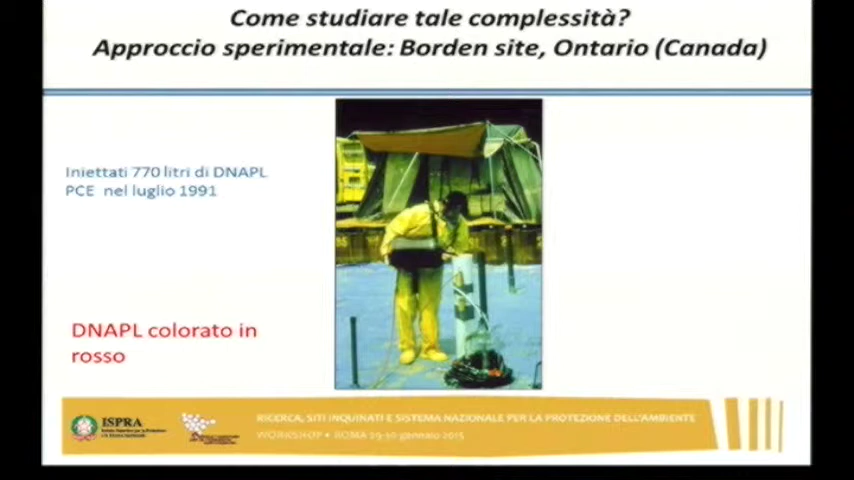 Come studiare tale complessità?
Approccio sperimentale: Borden site, Ontario (Canada)
Iniettati 770 litri di DNAPL
PCE nel luglio 1991
DNAPL colorato in
rosso
ISPRA
RICERCA, SITI INQUINATI E SISTEMA NAZIONALE PER LA PROTEZIONE DELL'AMBIENTE
WORKSHOP • ROMA 29-30 gennaio 2015